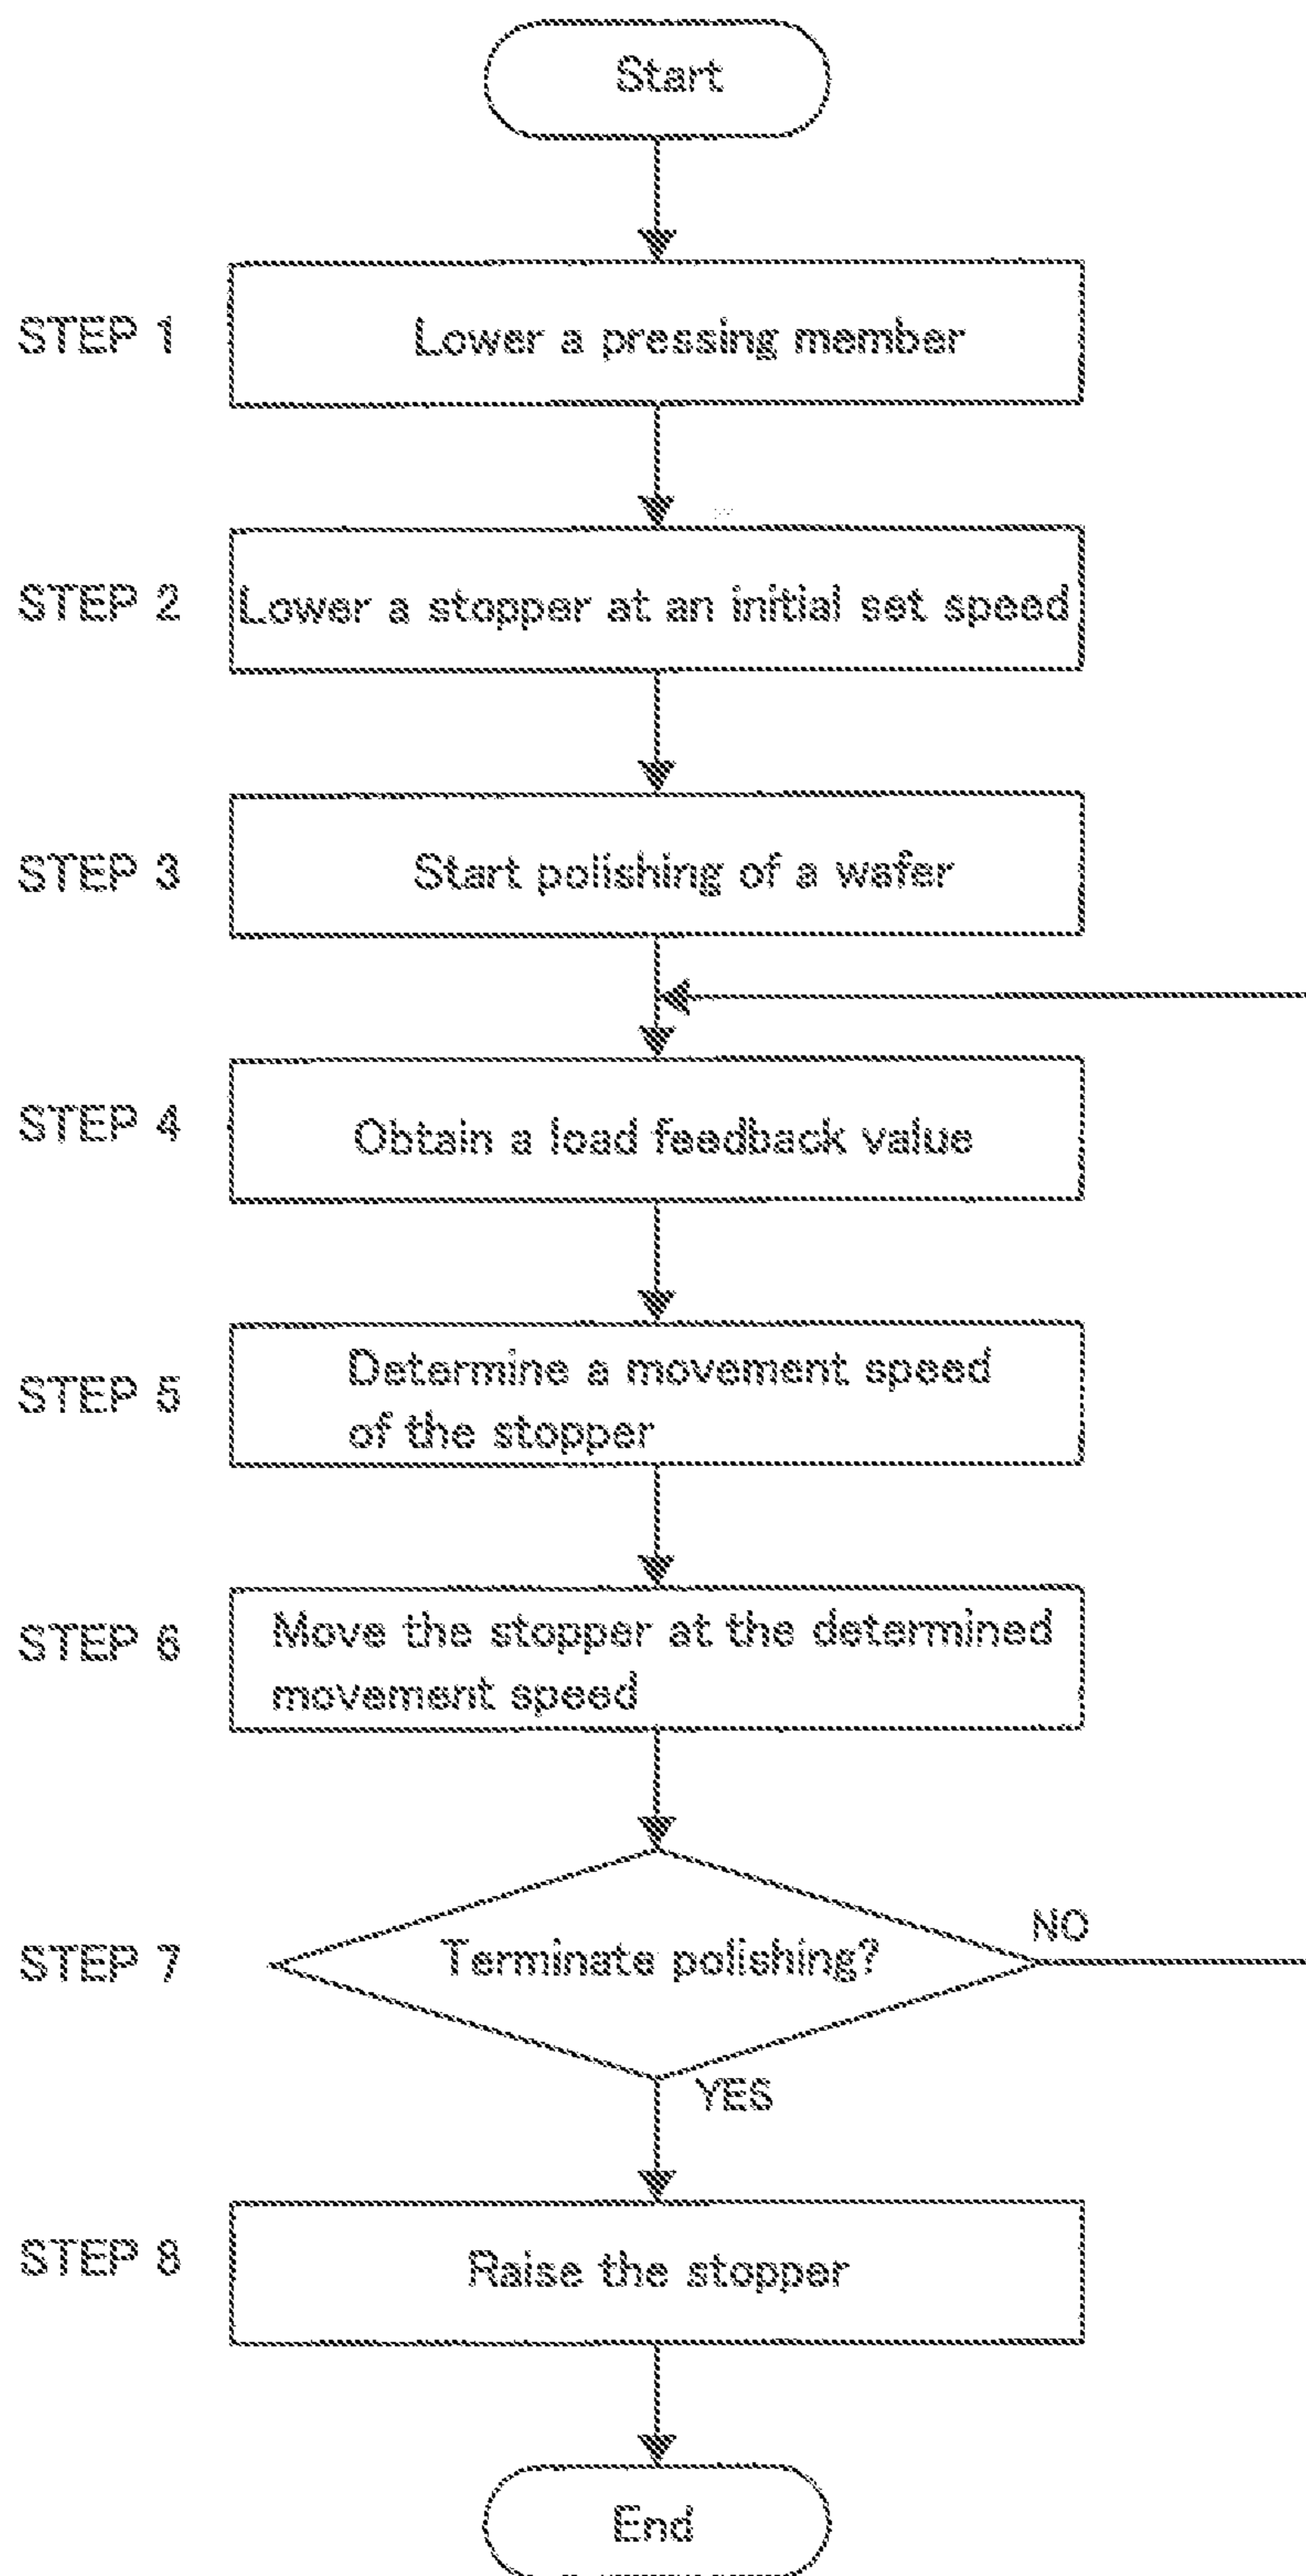 Start
STEP 1
Lower a pressing member
STEP 2
Lower a stopper at an initial set speed
STEP 3
Start polishing of a wafer
STEP 4
Obtain a load feedback value
STEP 5
Determine a movement speed
of the stopper
STEP 6
Move the stopper at the determined
movement speed
STEP 7
Terminate polishing?
NO
YES
STEP 8
Raise the stopper
End